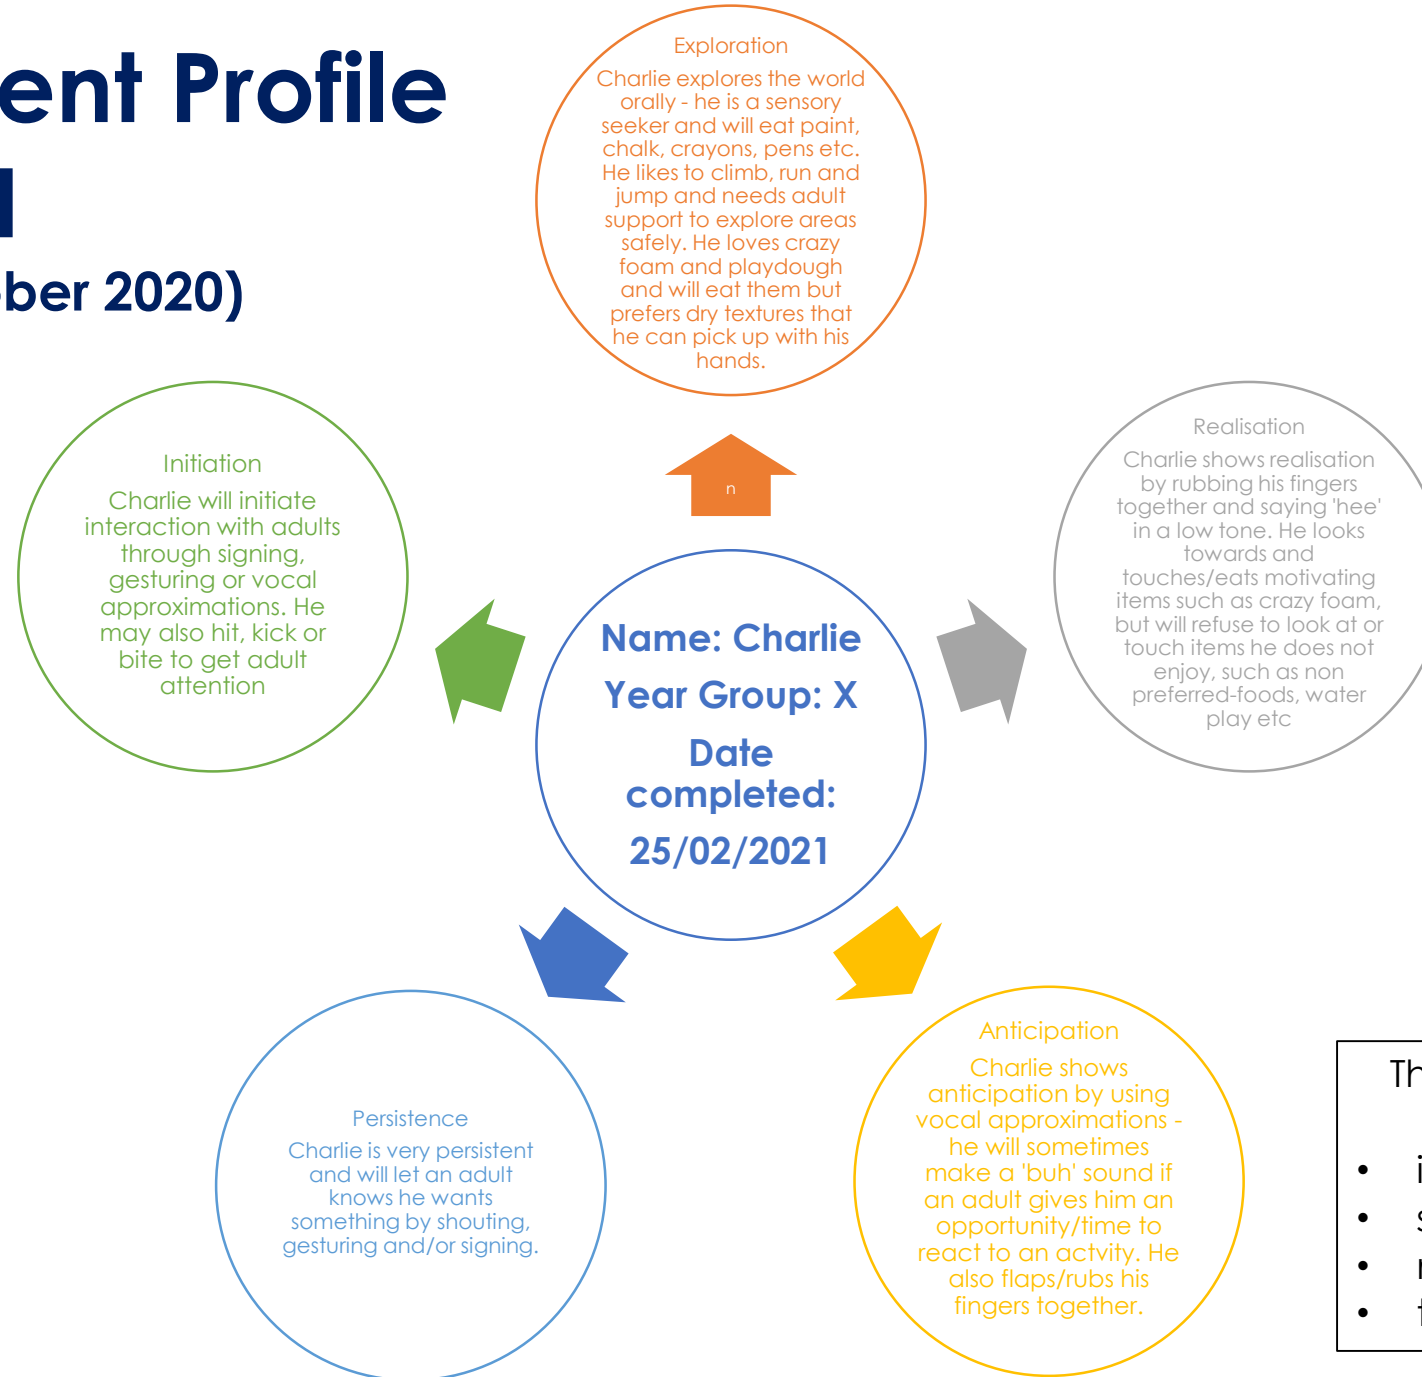 ent Profile
ber 2020)
Exploration
Charlie explores the world
orally - he is a sensory
seeker and will eat paint,
chalk, crayons, pens etc.
He likes to climb, run and
jump and needs adult
support to explore areas
safely. He loves crazy
foam and playdough
and will eat them but
prefers dry textures that
he can pick up with his
hands.
Initiation
Charlie will initiate
interaction with adults
through signing,
gesturing or vocal
approximations. He
may also hit, kick or
bite to get adult
attention
n
Realisation
Charlie shows realisation
by rubbing his fingers
together and saying 'hee'
in a low tone. He looks
towards and
touches/eats motivating
items such as crazy foam,
but will refuse to look at or
touch items he does not
enjoy, such as non
preferred-foods, water
play etc
Name: Charlie
Year Group: X
Date
completed:
25/02/2021
Persistence
Charlie is very persistent
and will let an adult
knows he wants
something by shouting,
gesturing and/or signing.
Anticipation
Charlie shows
anticipation by using
vocal approximations -
he will sometimes
make a 'buh' sound if
an adult gives him an
opportunity/time to
react to an actvity. He
also flaps/rubs his
fingers together.
Th
•
• s
• r
•